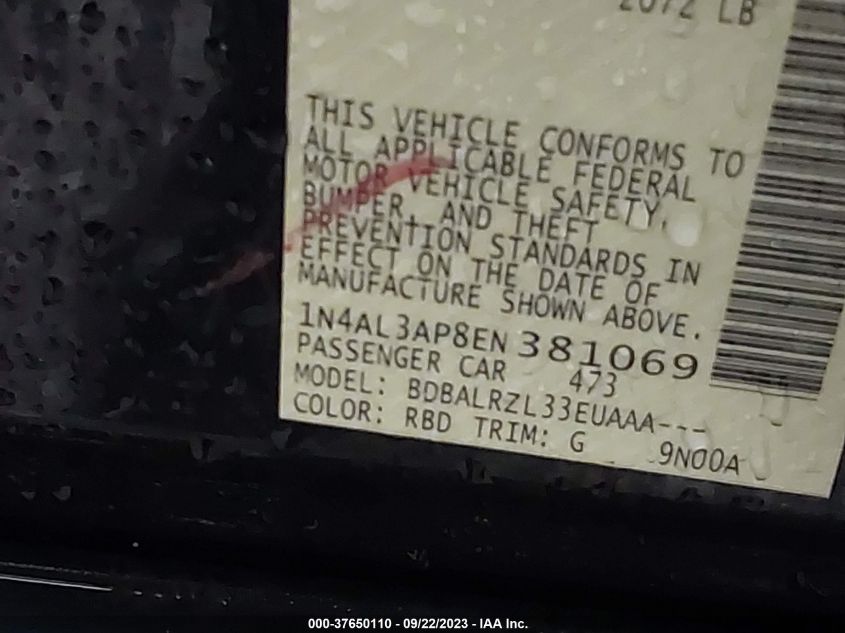 2072 LB
THIS VEHICLE CONFORMS TO
ALL APPLICABLE FEDERAL
MOTOR VEHICLE SAFETY,
BUMPER, AND THEFT
PREVENTION STANDARDS IN
EFFECT ON THE DATE OF
MANUFACTURE SHOWN ABOVE.
1N4AL3AP8EN 381069
PASSENGER CAR 473
MODEL: BDBALRZL33EUAAA---
COLOR: RBD TRIM: G 9N00A
000-37650110 - 09/22/2023 - IAA Inc.